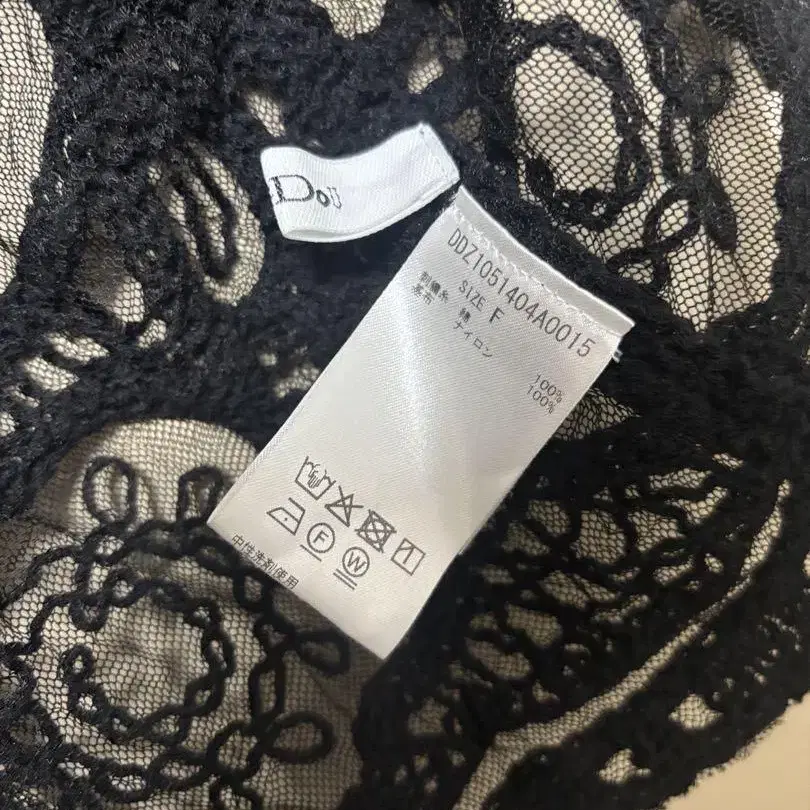 Do
DDZ1051404A0015
SIZE F
刺繍糸 綿 100%
基布 ナイロン 100%
F W
中性洗剤使用